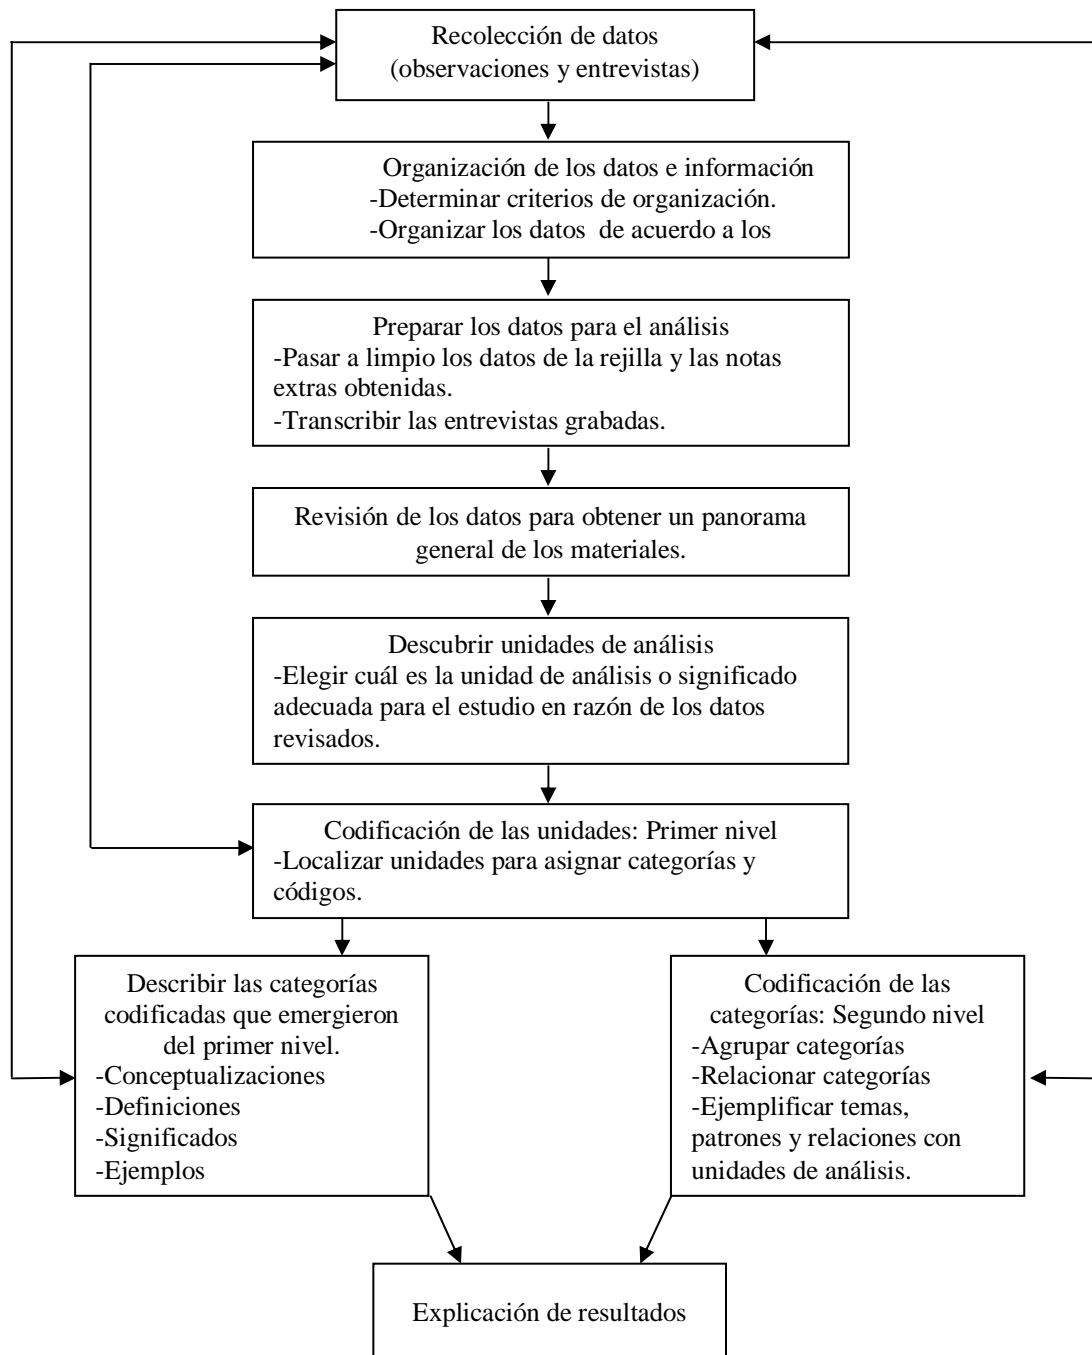 Recolección de datos
(observaciones y entrevistas)
Organización de los datos e información
-Determinar criterios de organización.
-Organizar los datos  de acuerdo a los
Preparar los datos para el análisis
-Pasar a limpio los datos de la rejilla y las notas
extras obtenidas.
-Transcribir las entrevistas grabadas.
Revisión de los datos para obtener un panorama
general de los materiales.
Descubrir unidades de análisis
-Elegir cuál es la unidad de análisis o significado
adecuada para el estudio en razón de los datos
revisados.
Codificación de las unidades: Primer nivel
-Localizar unidades para asignar categorías y
códigos.
Describir las categorías
codificadas que emergieron
del primer nivel.
-Conceptualizaciones
-Definiciones
-Significados
-Ejemplos
Codificación de las
categorías: Segundo nivel
-Agrupar categorías
-Relacionar categorías
-Ejemplificar temas,
patrones y relaciones con
unidades de análisis.
Explicación de resultados